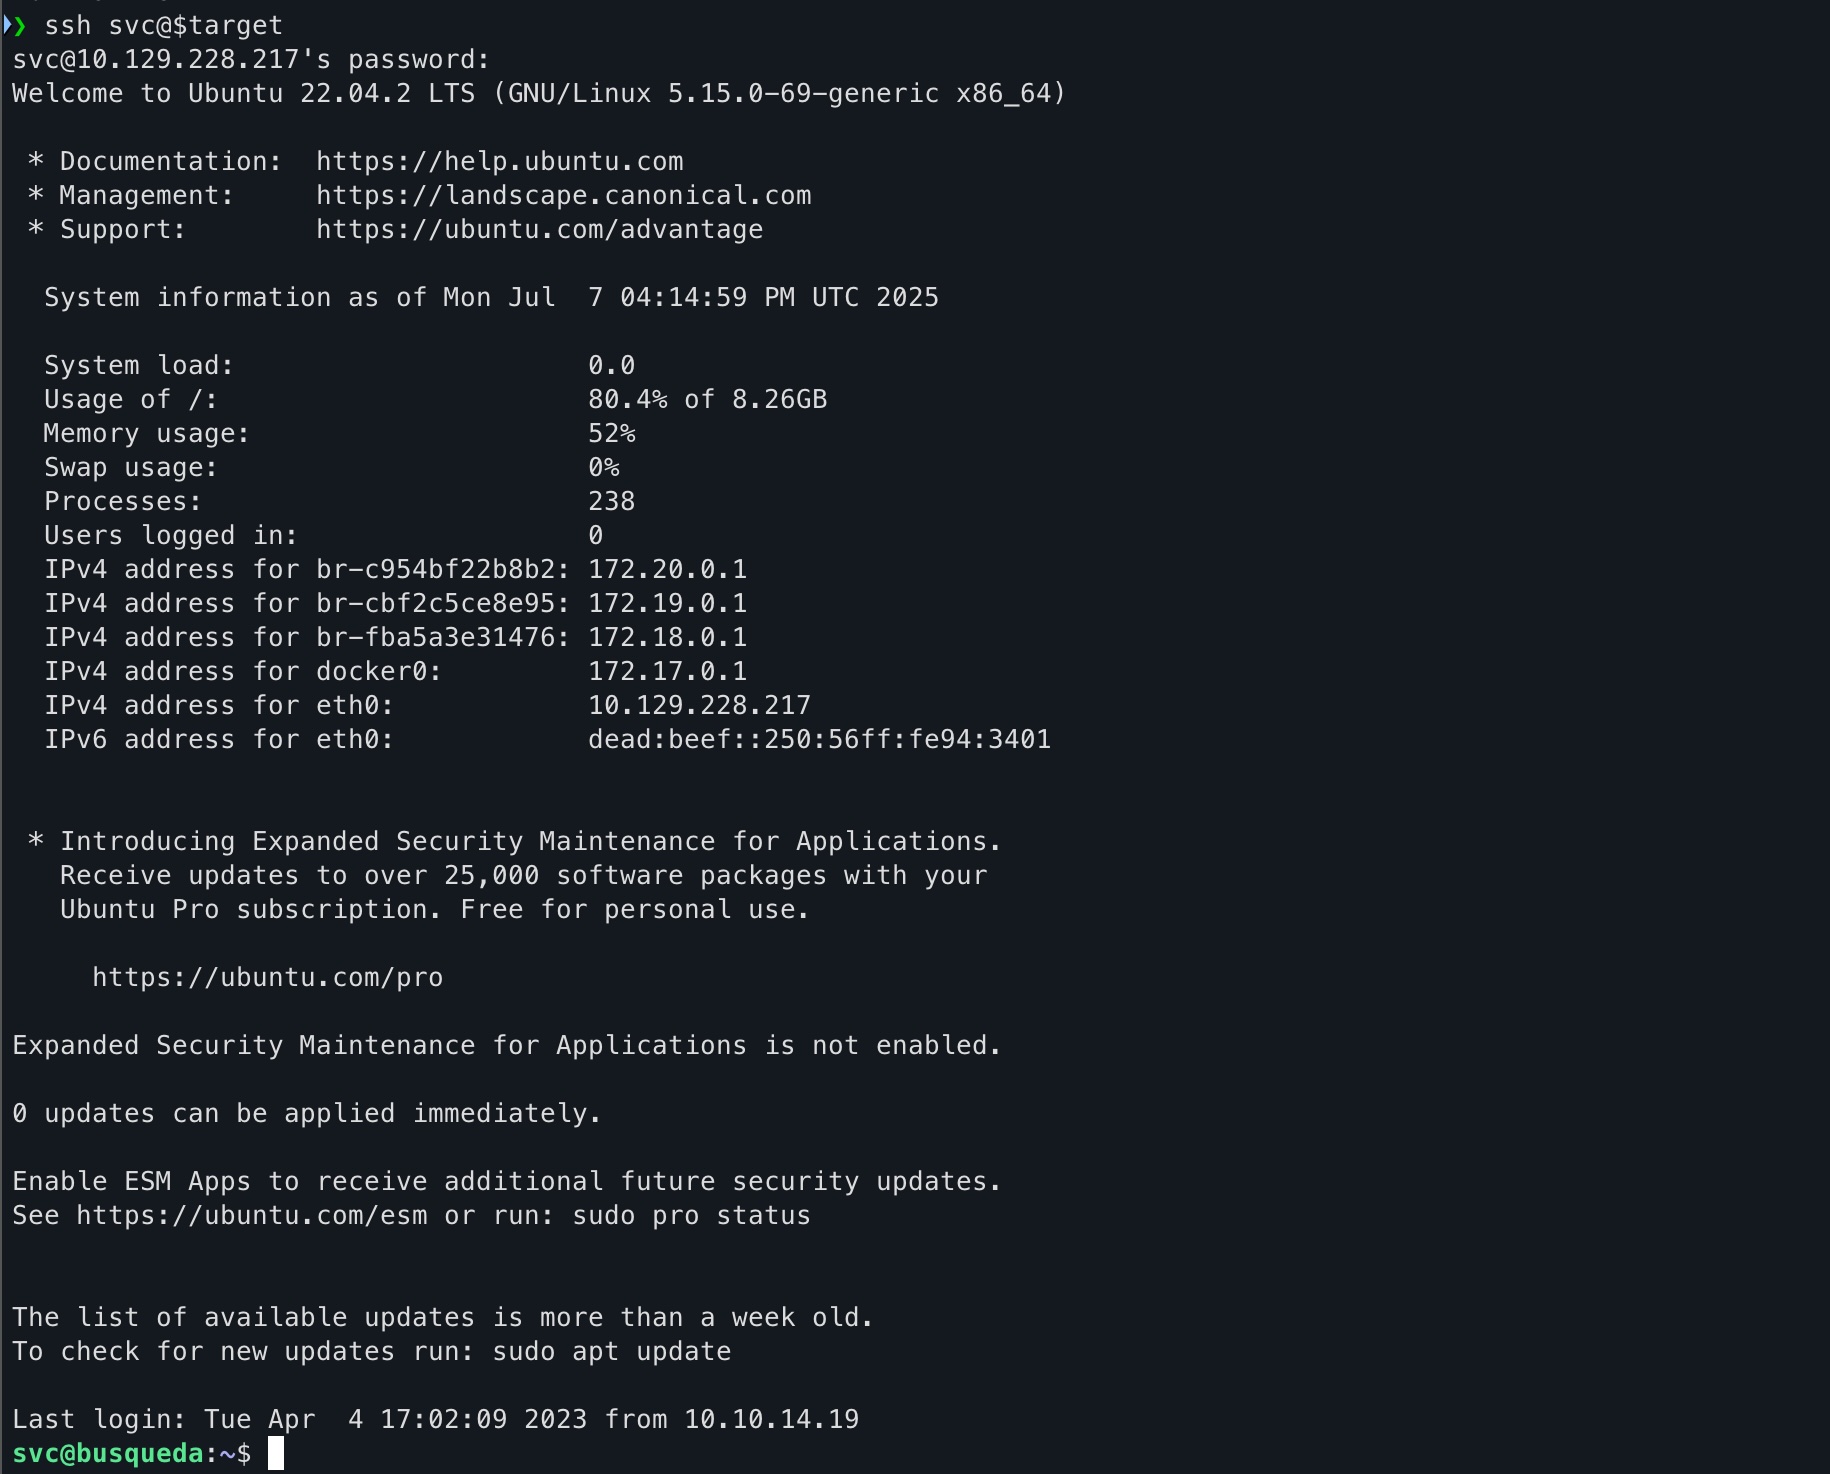 ❯ ssh svc@$target
svc@10.129.228.217's password:
Welcome to Ubuntu 22.04.2 LTS (GNU/Linux 5.15.0-69-generic x86_64)
* Documentation:  https://help.ubuntu.com
* Management:     https://landscape.canonical.com
* Support:        https://ubuntu.com/advantage
System information as of Mon Jul  7 04:14:59 PM UTC 2025
System load:                      0.0
Usage of /:                       80.4% of 8.26GB
Memory usage:                     52%
Swap usage:                       0%
Processes:                        238
Users logged in:                  0
IPv4 address for br-c954bf22b8b2: 172.20.0.1
IPv4 address for br-cbf2c5ce8e95: 172.19.0.1
IPv4 address for br-fba5a3e31476: 172.18.0.1
IPv4 address for docker0:         172.17.0.1
IPv4 address for eth0:            10.129.228.217
IPv6 address for eth0:            dead:beef::250:56ff:fe94:3401
* Introducing Expanded Security Maintenance for Applications.
Receive updates to over 25,000 software packages with your
Ubuntu Pro subscription. Free for personal use.
https://ubuntu.com/pro
Expanded Security Maintenance for Applications is not enabled.
0 updates can be applied immediately.
Enable ESM Apps to receive additional future security updates.
See https://ubuntu.com/esm or run: sudo pro status
The list of available updates is more than a week old.
To check for new updates run: sudo apt update
Last login: Tue Apr  4 17:02:09 2023 from 10.10.14.19
svc@busqueda:~$